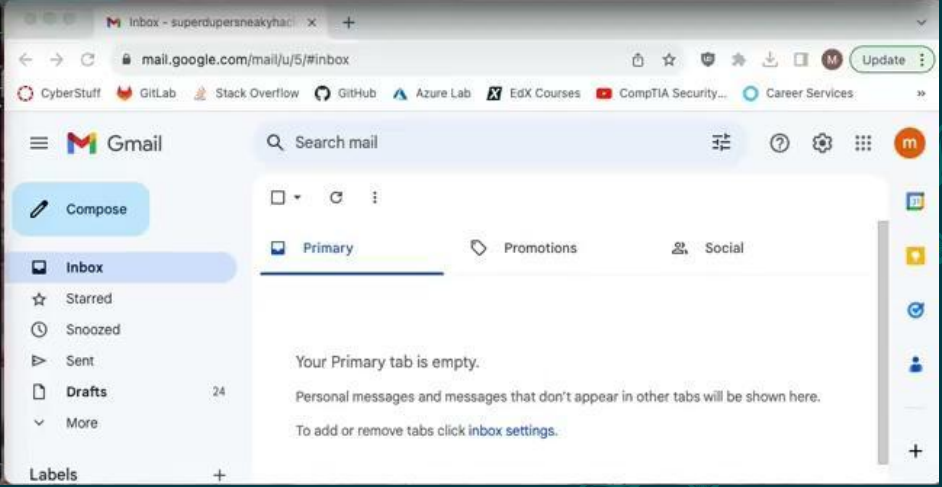 Inbox - superdupersneakyhac
mail.google.com/mail/u/5/#inbox
M
Update
CyberStuff GitLab Stack Overflow GitHub Azure Lab EdX Courses CompTIA Security... Career Services »
Gmail
Search mail
m
Compose
31
Primary Promotions Social
Inbox
Starred
Snoozed
Sent
Your Primary tab is empty.
Drafts 24
Personal messages and messages that don't appear in other tabs will be shown here.
More
To add or remove tabs click inbox settings.
Labels